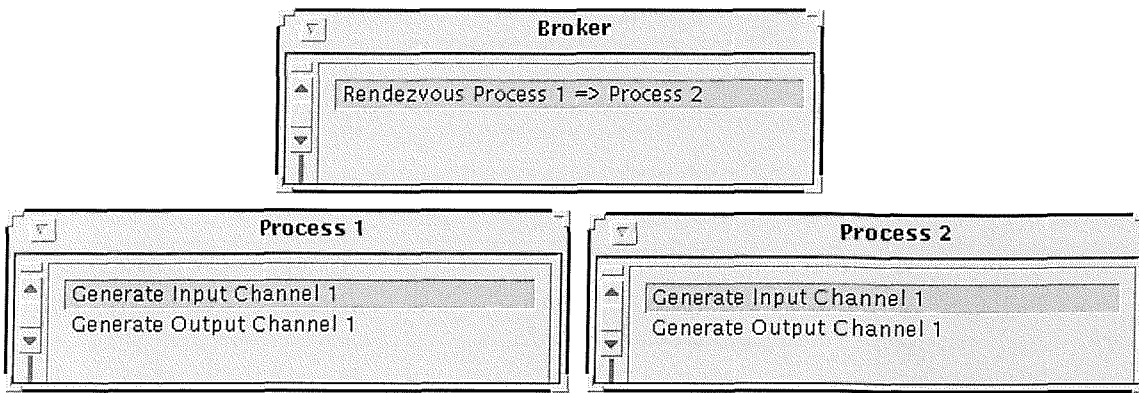 Broker
Rendezvous Process 1 => Process 2
Process 1
Generate Input Channel 1
Generate Output Channel 1
Process 2
Generate Input Channel 1
Generate Output Channel 1